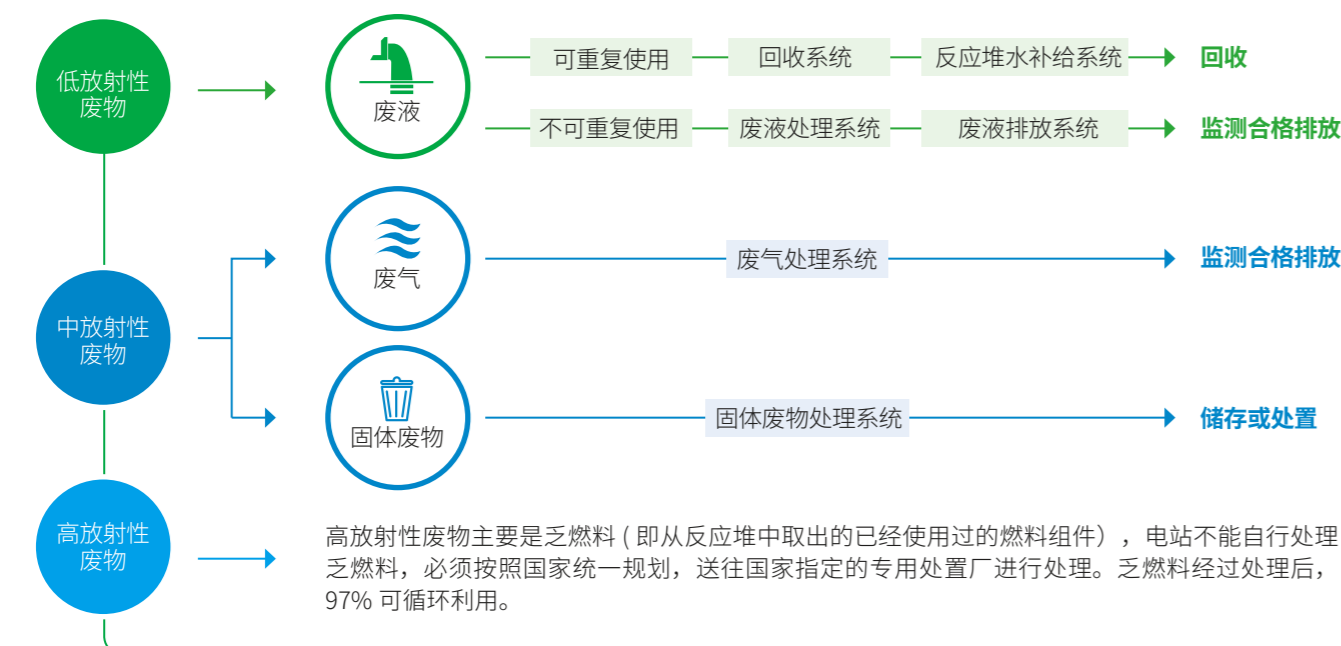 低放射性
废物
废液
可重复使用
回收系统
反应堆水补给系统
回收
不可重复使用
废液处理系统
废液排放系统
监测合格排放
中放射性
废物
废气
废气处理系统
监测合格排放
固体废物
固体废物处理系统
储存或处置
高放射性
废物
高放射性废物主要是乏燃料 ( 即从反应堆中取出的已经使用过的燃料组件），电站不能自行处理
乏燃料，必须按照国家统一规划，送往国家指定的专用处置厂进行处理。乏燃料经过处理后，
97% 可循环利用。